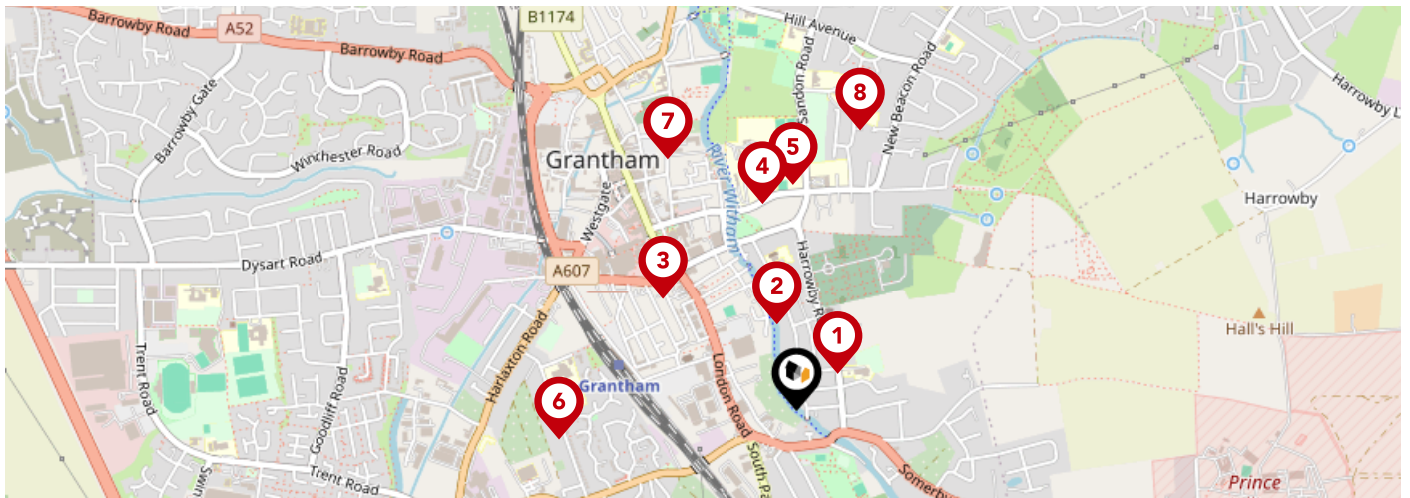 B1174
Hill Avenue
Barrowby Road
A52
Barrowby Road
Sandon Road
New Beacon Road
Harrowby L
Barrowby Gate
8
7
5
4
Grantham
Winchester Road
River Witham
Westgate
Harrowby
Dysart Road
A607
3
Harrowby R
2
Hall's Hill
1
Trent Road
Harlaxton Road
London Road
Grantham
6
Goodliff Road
Trent Road
Swin
South Pa
Somerby
Prince